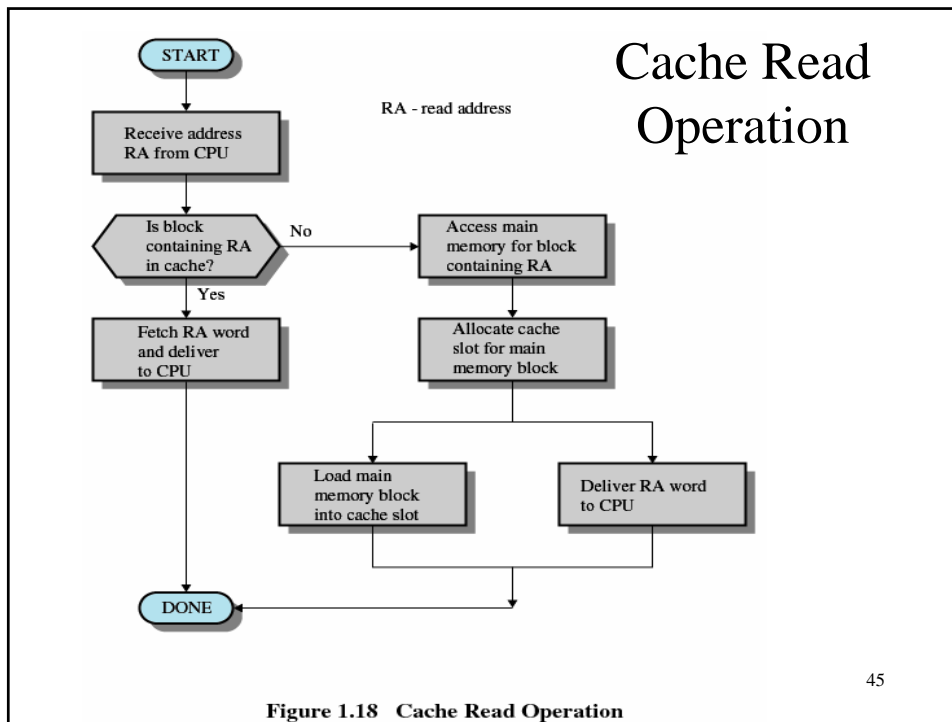 Cache Read
Operation
START
RA - read address
Receive address
RA from CPU
Is block
containing RA
in cache?
No
Yes
Access main
memory for block
containing RA
Fetch RA word
and deliver
to CPU
Allocate cache
slot for main
memory block
Load main
memory block
into cache slot
Deliver RA word
to CPU
DONE
45
Figure 1.18 Cache Read Operation